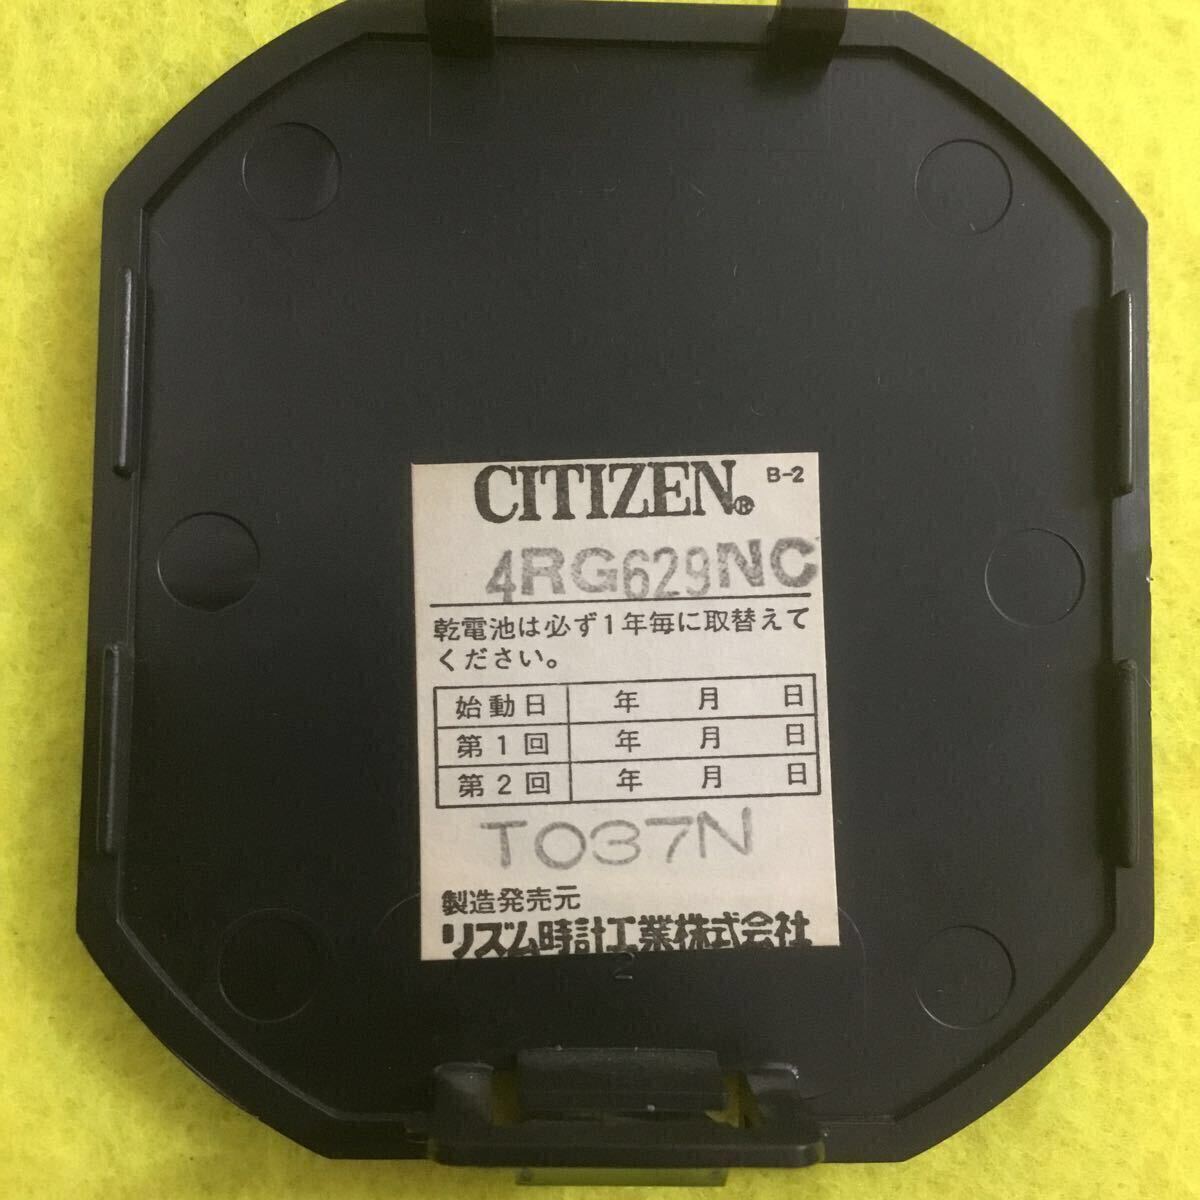 CITIZEN® B-2
4RG629NC
乾電池は必ず1年毎に取替えて
ください。
始動日 年 月 日
第1回 年 月 日
第2回 年 月 日
T037N
製造発売元
リズム時計工業株式会社
2